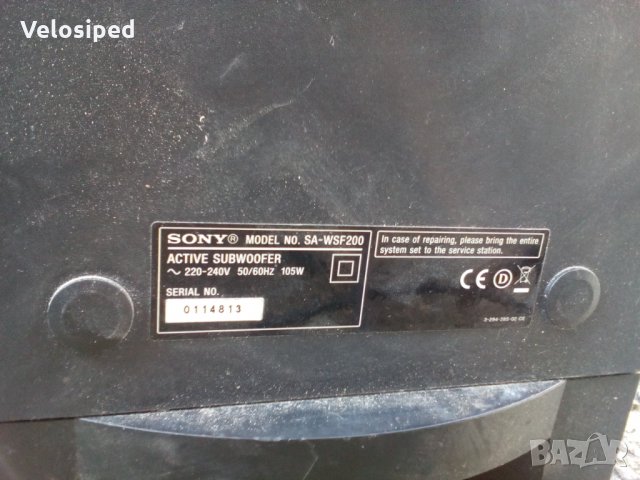 Velosiped
SONY® MODEL NO. SA-WSF200
ACTIVE SUBWOOFER
~ 220-240V 50/60HZ 105W
SERIAL NO.
0114813
In case of repairing, please bring the entire
system set to the service station.
CE D
BAZAR